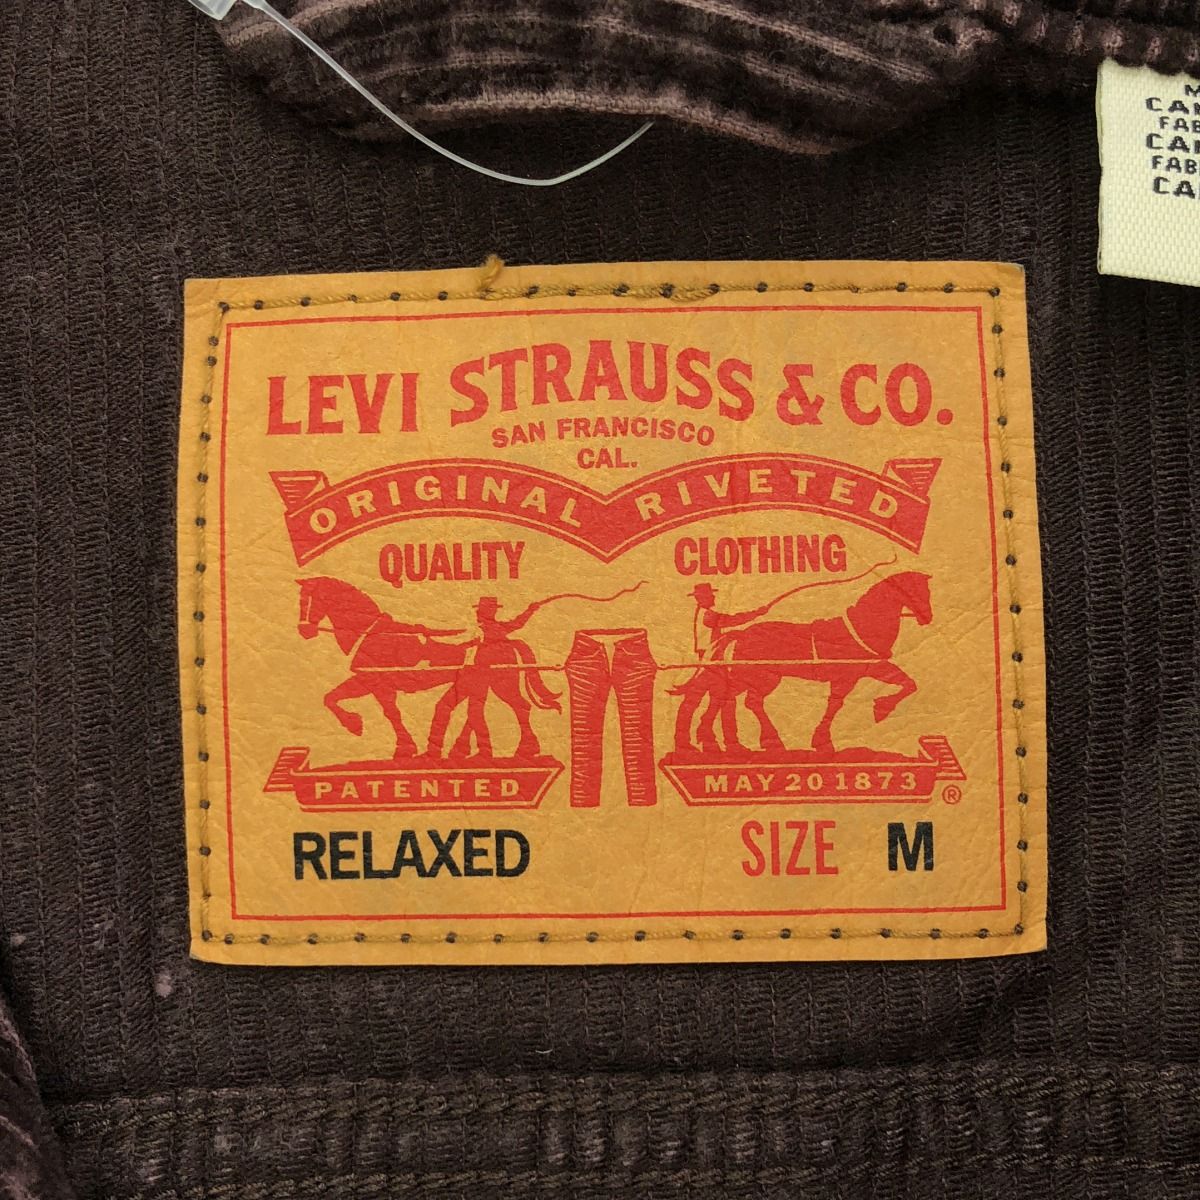 LEVI STRAUSS & CO.
SAN FRANCISCO
CAL.
ORIGINAL RIVETED
QUALITY CLOTHING
PATENTED MAY 20 1873 ®
RELAXED SIZE M